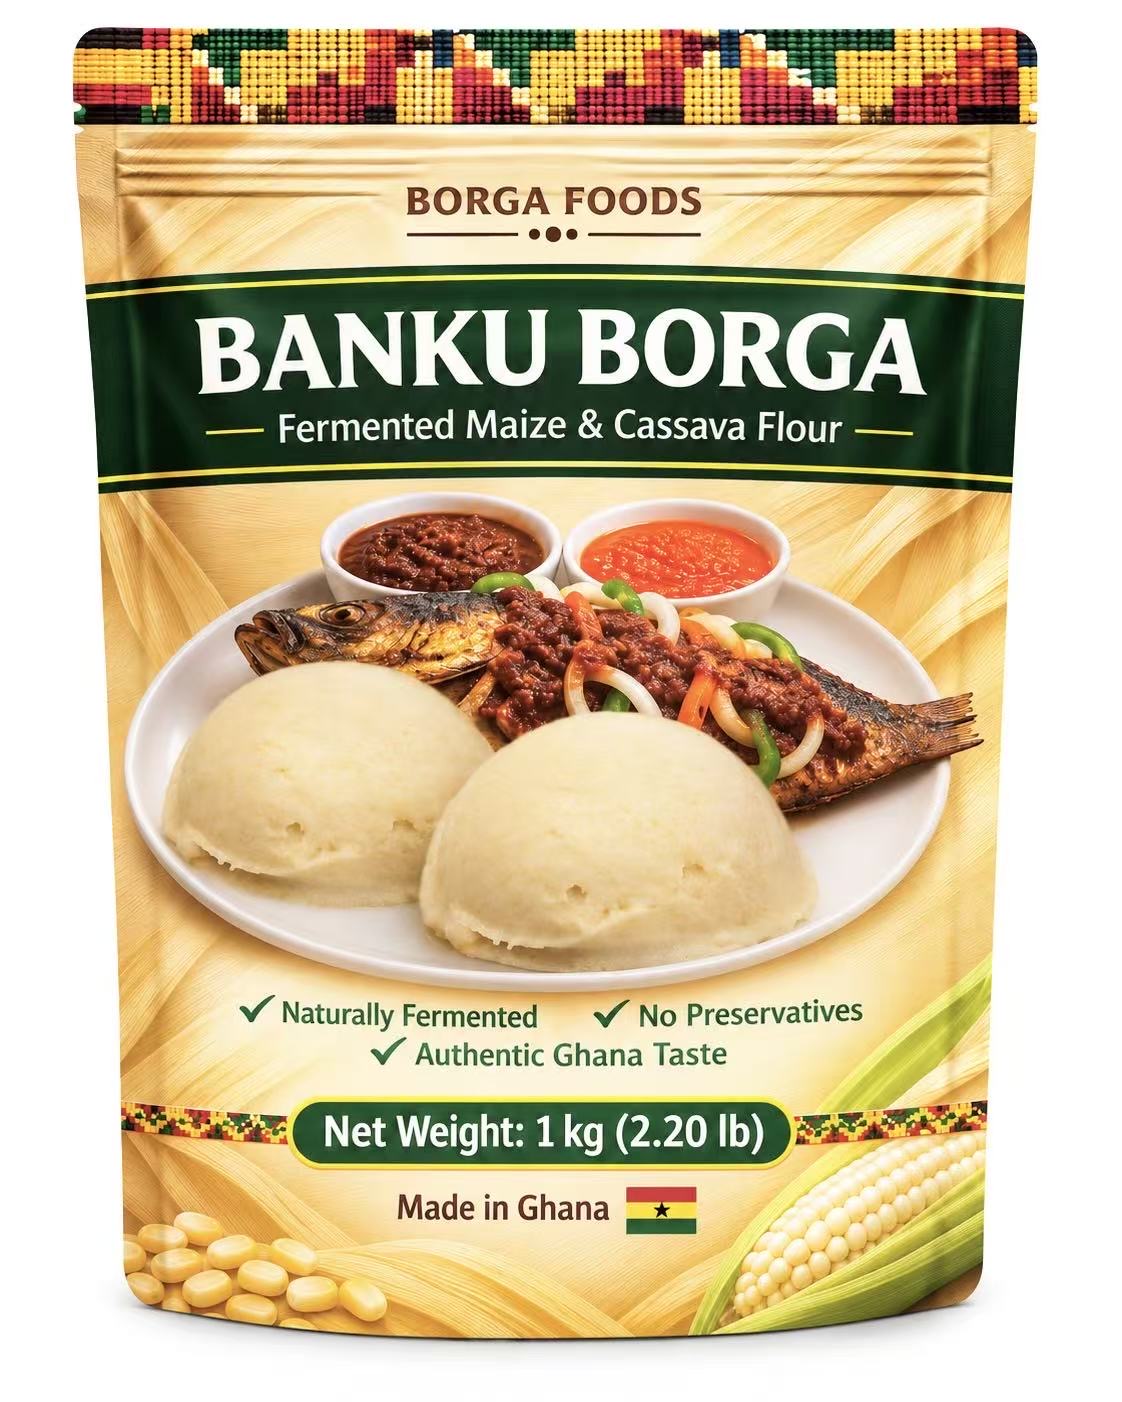 BORGA FOODS
BANKU BORGA
Fermented Maize & Cassava Flour
✓ Naturally Fermented ✓ No Preservatives
✓ Authentic Ghana Taste
Net Weight: 1 kg (2.20 lb)
Made in Ghana